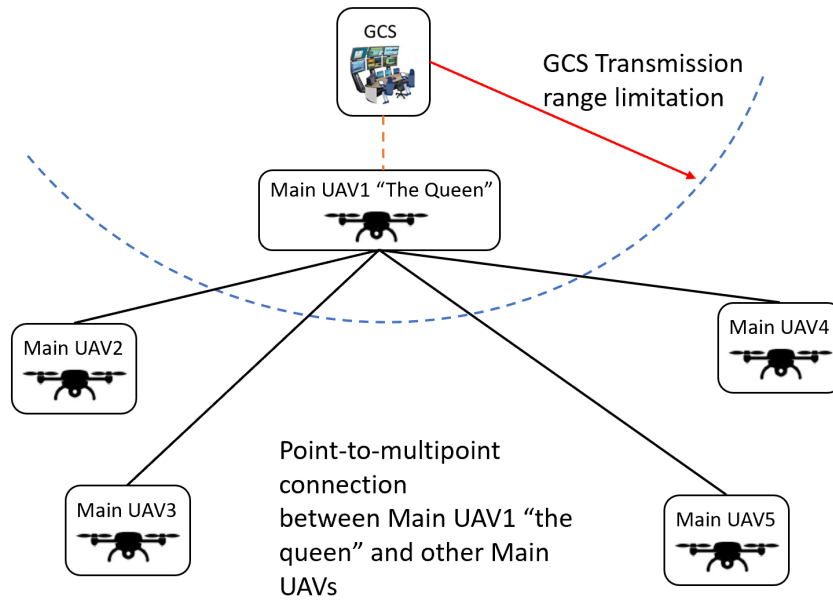 GCS
GCS Transmission
range limitation
Main UAV1 “The Queen”
Main UAV2
Main UAV4
Main UAV3
Main UAV5
Point-to-multipoint
connection
between Main UAV1 “the
queen” and other Main
UAVs